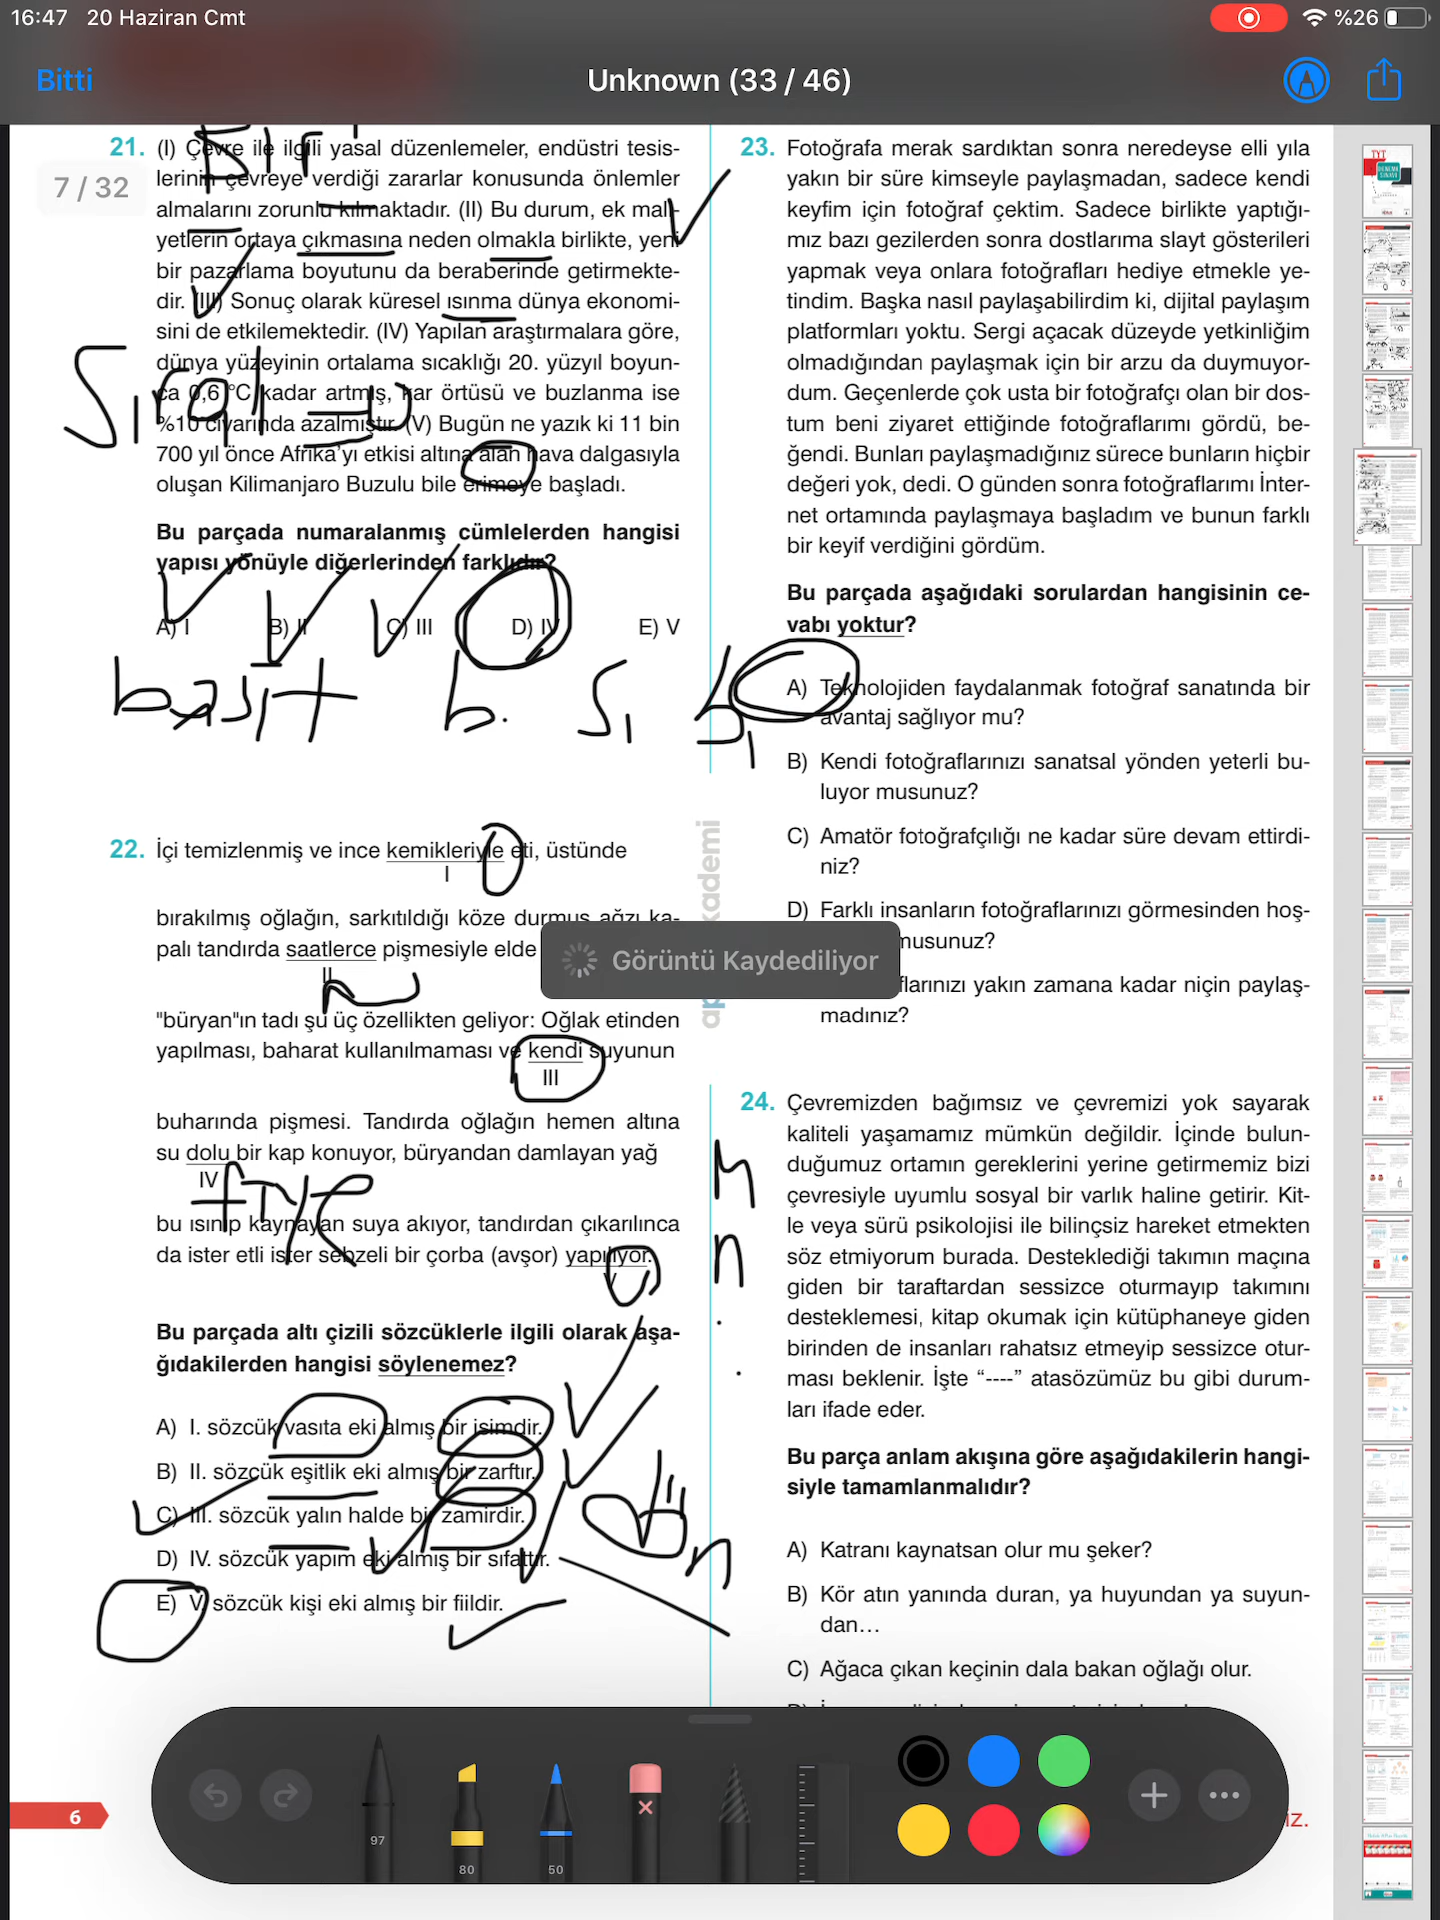 16:47 20 Haziran Cmt
%26
Bitti
Unknown (33 / 46)
7 / 32
21. (I) Çevre ile ilgili yasal düzenlemeler, endüstri tesis-
lerinin çevreye verdiği zararlar konusunda önlemler
almalarını zorunlu kılmaktadır. (II) Bu durum, ek mali-
yetlerin ortaya çıkmasına neden olmakla birlikte, yeni
bir pazarlama boyutunu da beraberinde getirmekte-
dir. (III) Sonuç olarak küresel ısınma dünya ekonomi-
sini de etkilemektedir. (IV) Yapılan araştırmalara göre,
dünya yüzeyinin ortalama sıcaklığı 20. yüzyıl boyun-
ca 0,6 °C kadar artmış, kar örtüsü ve buzlanma ise
%10 civarında azalmıştır. (V) Bugün ne yazık ki 11 bin
700 yıl önce Afrika'yı etkisi altına alan hava dalgasıyla
oluşan Kilimanjaro Buzulu bile erimeye başladı.
Bu parçada numaralanmış cümlelerden hangisi
yapısı yönüyle diğerlerinden farklıdır?
A) I B) II C) III D) IV E) V
Sıralı
basit b. Sı b
22. İçi temizlenmiş ve ince kemikleriyle eti, üstünde
I
bırakılmış oğlağın, sarkıtıldığı köze durmuş ağzı ka-
palı tandırda saatlerce pişmesiyle elde
II
"büryan"ın tadı şu üç özellikten geliyor: Oğlak etinden
yapılması, baharat kullanılmaması ve kendi suyunun
III
buharında pişmesi. Tandırda oğlağın hemen altına
su dolu bir kap konuyor, büryandan damlayan yağ
IV
bu ısınıp kaynayan suya akıyor, tandırdan çıkarılınca
da ister etli ister sebzeli bir çorba (avşor) yapılıyor.
V
Bu parçada altı çizili sözcüklerle ilgili olarak aşa-
ğıdakilerden hangisi söylenemez?
A) I. sözcük vasıta eki almış bir isimdir.
B) II. sözcük eşitlik eki almış bir zarftır.
C) III. sözcük yalın halde bir zamirdir.
D) IV. sözcük yapım eki almış bir sıfattır.
E) V. sözcük kişi eki almış bir fiildir.
6
23. Fotoğrafa merak sardıktan sonra neredeyse elli yıla
yakın bir süre kimseyle paylaşmadan, sadece kendi
keyfim için fotoğraf çektim. Sadece birlikte yaptığı-
mız bazı gezilerden sonra dostlarıma slayt gösterileri
yapmak veya onlara fotoğrafları hediye etmekle ye-
tindim. Başka nasıl paylaşabilirdim ki, dijital paylaşım
platformları yoktu. Sergi açacak düzeyde yetkinliğim
olmadığından paylaşmak için bir arzu da duymuyor-
dum. Geçenlerde çok usta bir fotoğrafçı olan bir dos-
tum beni ziyaret ettiğinde fotoğraflarımı gördü, be-
ğendi. Bunları paylaşmadığınız sürece bunların hiçbir
değeri yok, dedi. O günden sonra fotoğraflarımı İnter-
net ortamında paylaşmaya başladım ve bunun farklı
bir keyif verdiğini gördüm.
Bu parçada aşağıdaki sorulardan hangisinin ce-
vabı yoktur?
A) Teknolojiden faydalanmak fotoğraf sanatında bir
avantaj sağlıyor mu?
B) Kendi fotoğraflarınızı sanatsal yönden yeterli bu-
luyor musunuz?
C) Amatör fotoğrafçılığı ne kadar süre devam ettirdi-
niz?
D) Farklı insanların fotoğraflarınızı görmesinden hoş-
musunuz?
flarınızı yakın zamana kadar niçin paylaş-
madınız?
Görüntü Kaydediliyor
24. Çevremizden bağımsız ve çevremizi yok sayarak
kaliteli yaşamamız mümkün değildir. İçinde bulun-
duğumuz ortamın gereklerini yerine getirmemiz bizi
çevresiyle uyumlu sosyal bir varlık haline getirir. Kit-
le veya sürü psikolojisi ile bilinçsiz hareket etmekten
söz etmiyorum burada. Desteklediği takımın maçına
giden bir taraftardan sessizce oturmayıp takımını
desteklemesi, kitap okumak için kütüphaneye giden
birinden de insanları rahatsız etmeyip sessizce otur-
ması beklenir. İşte “----” atasözümüz bu gibi durum-
ları ifade eder.
Bu parça anlam akışına göre aşağıdakilerin hangi-
siyle tamamlanmalıdır?
A) Katranı kaynatsan olur mu şeker?
B) Kör atın yanında duran, ya huyundan ya suyun-
dan…
C) Ağaca çıkan keçinin dala bakan oğlağı olur.
97
80
50